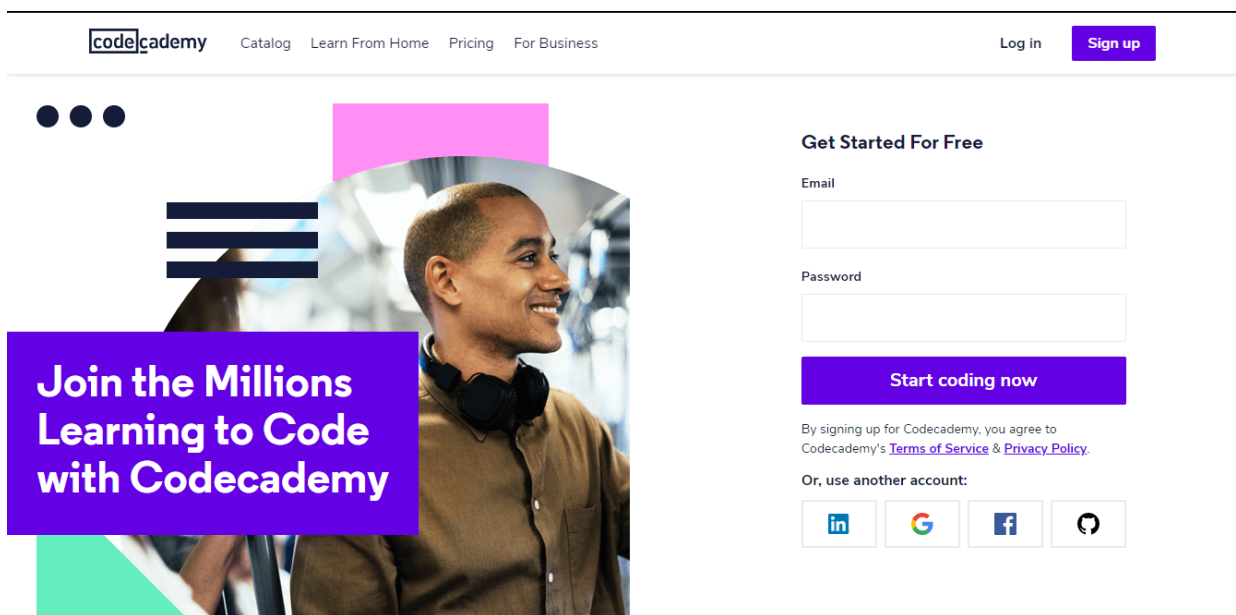 codecademy Catalog Learn From Home Pricing For Business Log in Sign up
Join the Millions
Learning to Code
with Codecademy
Get Started For Free
Email
Password
Start coding now
By signing up for Codecademy, you agree to
Codecademy's Terms of Service & Privacy Policy.
Or, use another account:
in G f